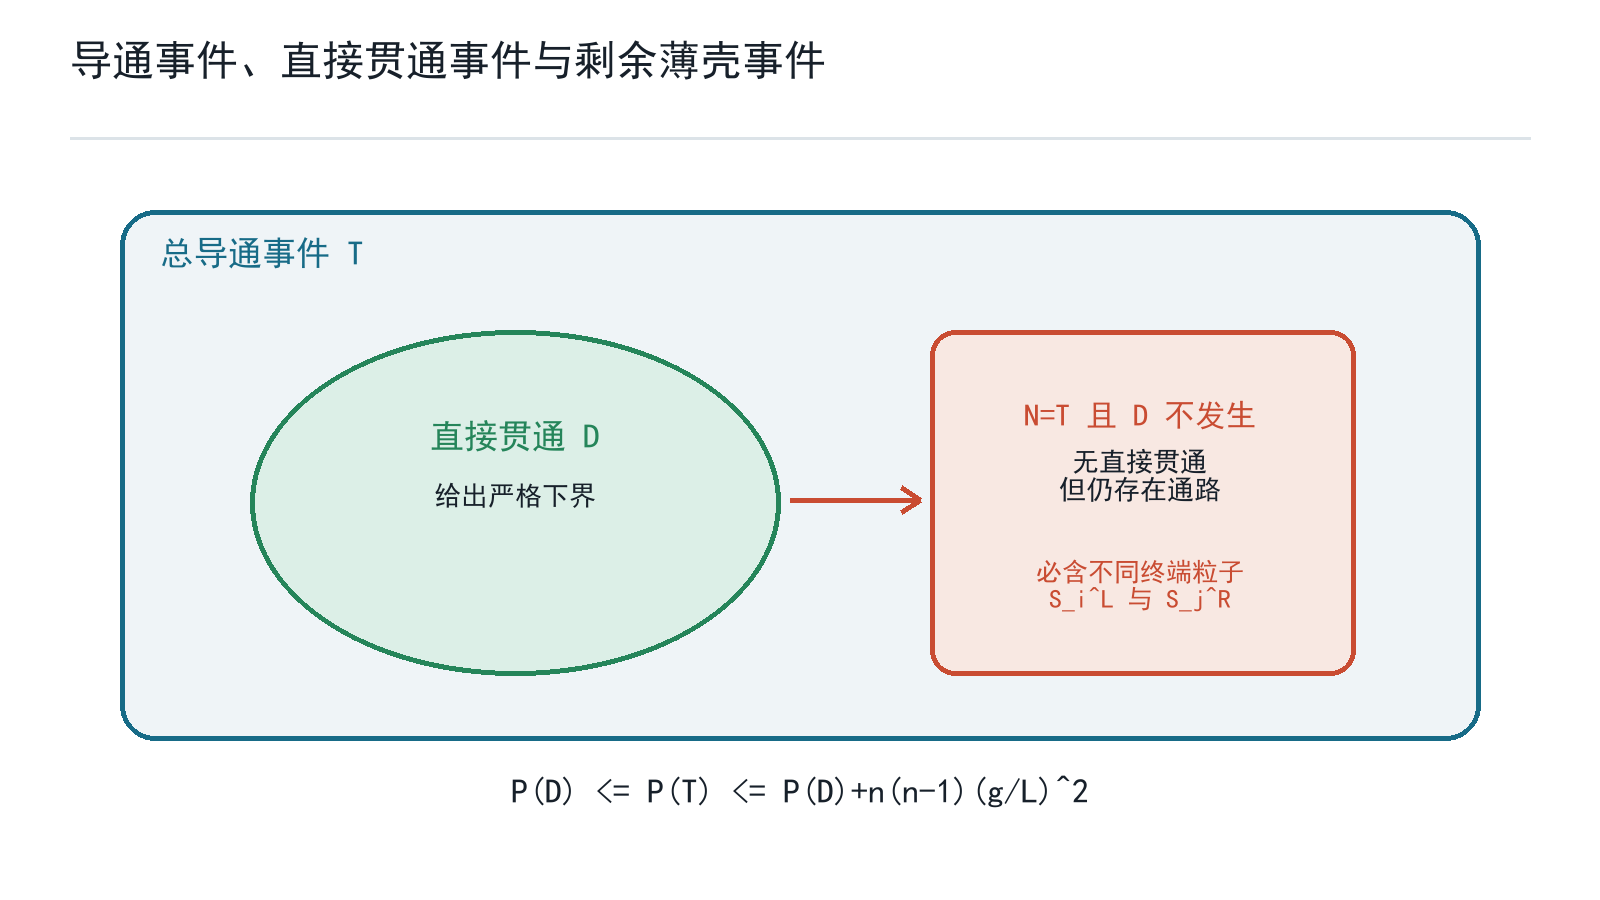 导通事件、直接贯通事件与剩余薄壳事件
总导通事件 T
直接贯通 D
给出严格下界
N=T 且 D 不发生
无直接贯通
但仍存在通路
必含不同终端粒子
S_i^L 与 S_j^R
P(D) <= P(T) <= P(D)+n(n-1)(g/L)^2